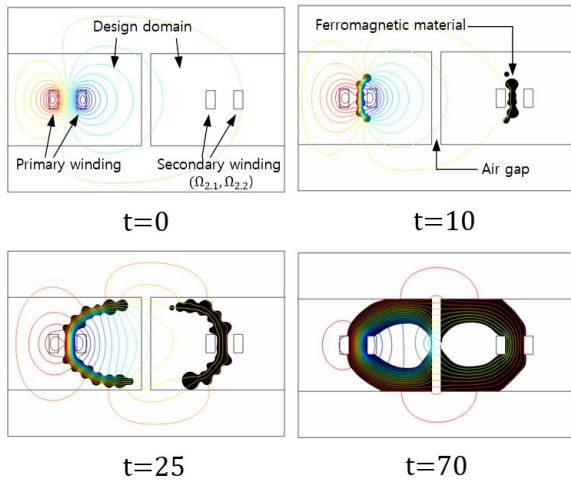 Design domain
Primary winding
Secondary winding
(Ω2.1, Ω2.2)
t=0
Ferromagnetic material
Air gap
t=10
t=25
t=70